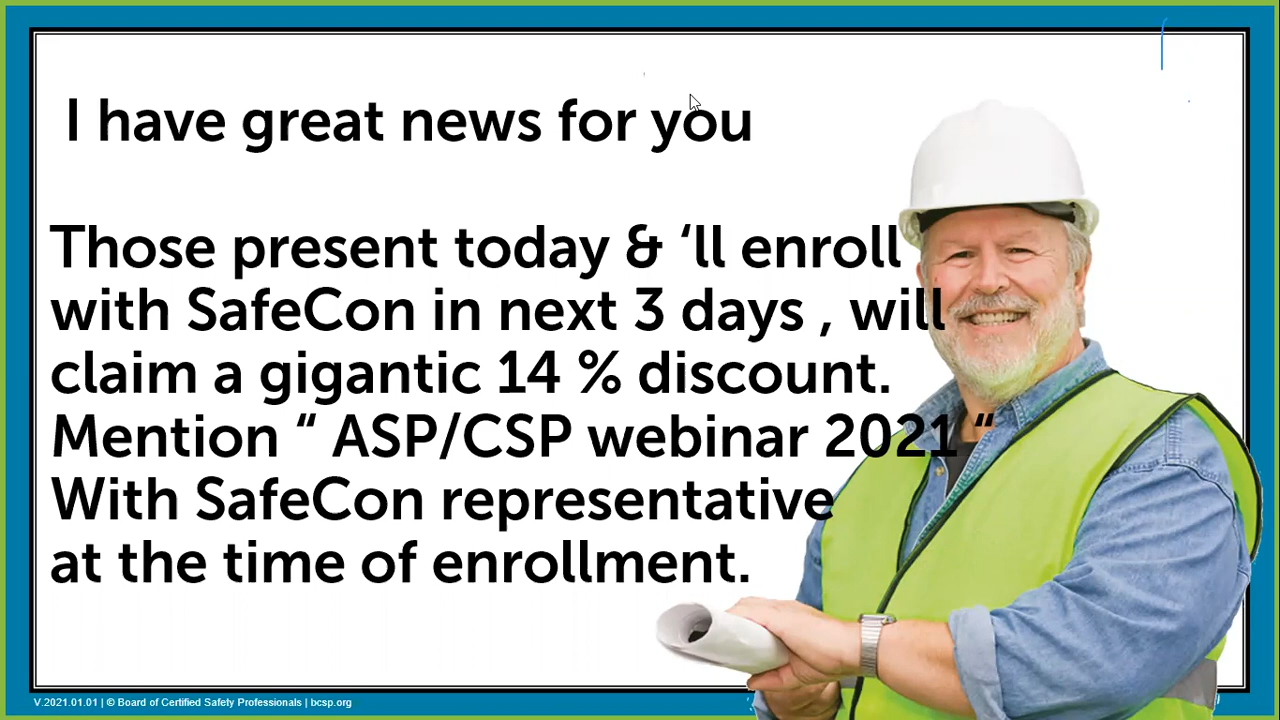 I have great news for you
Those present today & ‘ll enroll
with SafeCon in next 3 days , will
claim a gigantic 14 % discount.
Mention “ ASP/CSP webinar 2021 “
With SafeCon representative
at the time of enrollment.
V.2021.01.01 | © Board of Certified Safety Professionals | bcsp.org